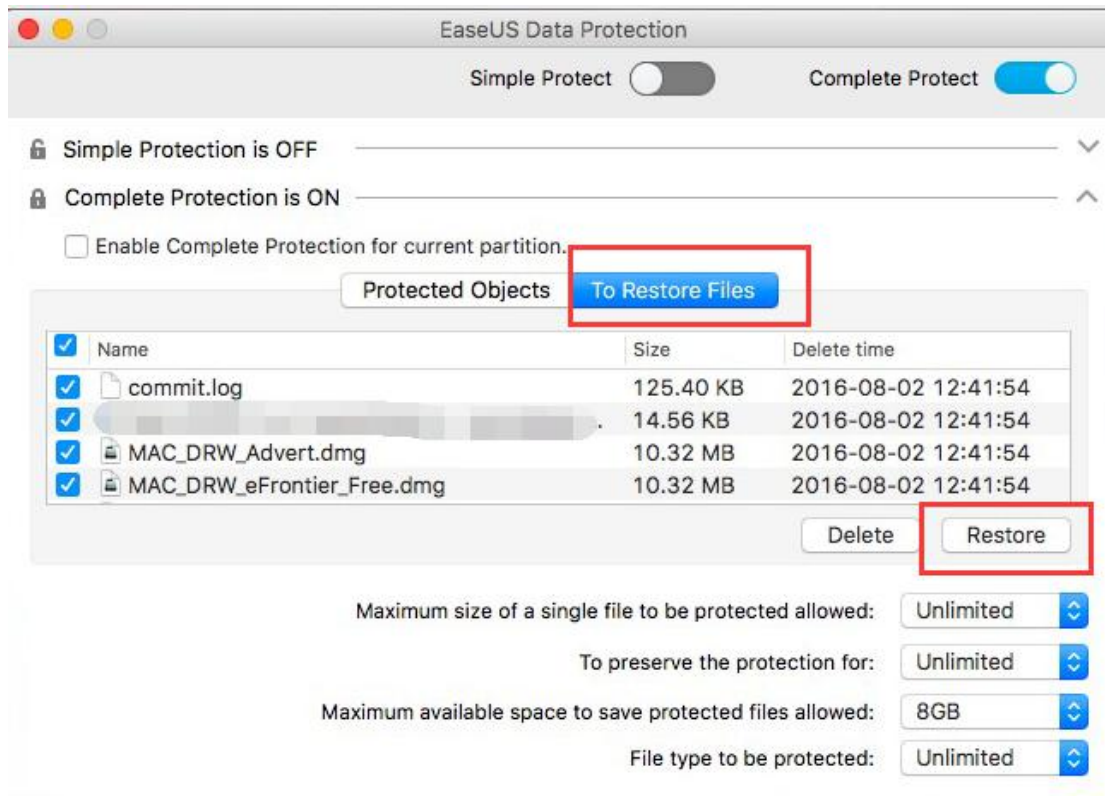 EaseUS Data Protection
Simple Protect Complete Protect
Simple Protection is OFF
Complete Protection is ON
Enable Complete Protection for current partition.
Protected Objects To Restore Files
Name Size Delete time
commit.log 125.40 KB 2016-08-02 12:41:54
14.56 KB 2016-08-02 12:41:54
MAC_DRW_Advert.dmg 10.32 MB 2016-08-02 12:41:54
MAC_DRW_eFrontier_Free.dmg 10.32 MB 2016-08-02 12:41:54
Delete Restore
Maximum size of a single file to be protected allowed: Unlimited
To preserve the protection for: Unlimited
Maximum available space to save protected files allowed: 8GB
File type to be protected: Unlimited